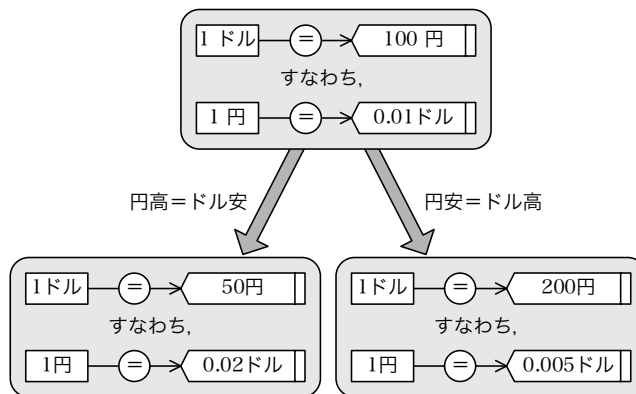 1 ドル = 100 円
すなわち,
1 円 = 0.01ドル
円高＝ドル安
円安＝ドル高
1ドル = 50円
すなわち,
1円 = 0.02ドル
1ドル = 200円
すなわち,
1円 = 0.005ドル